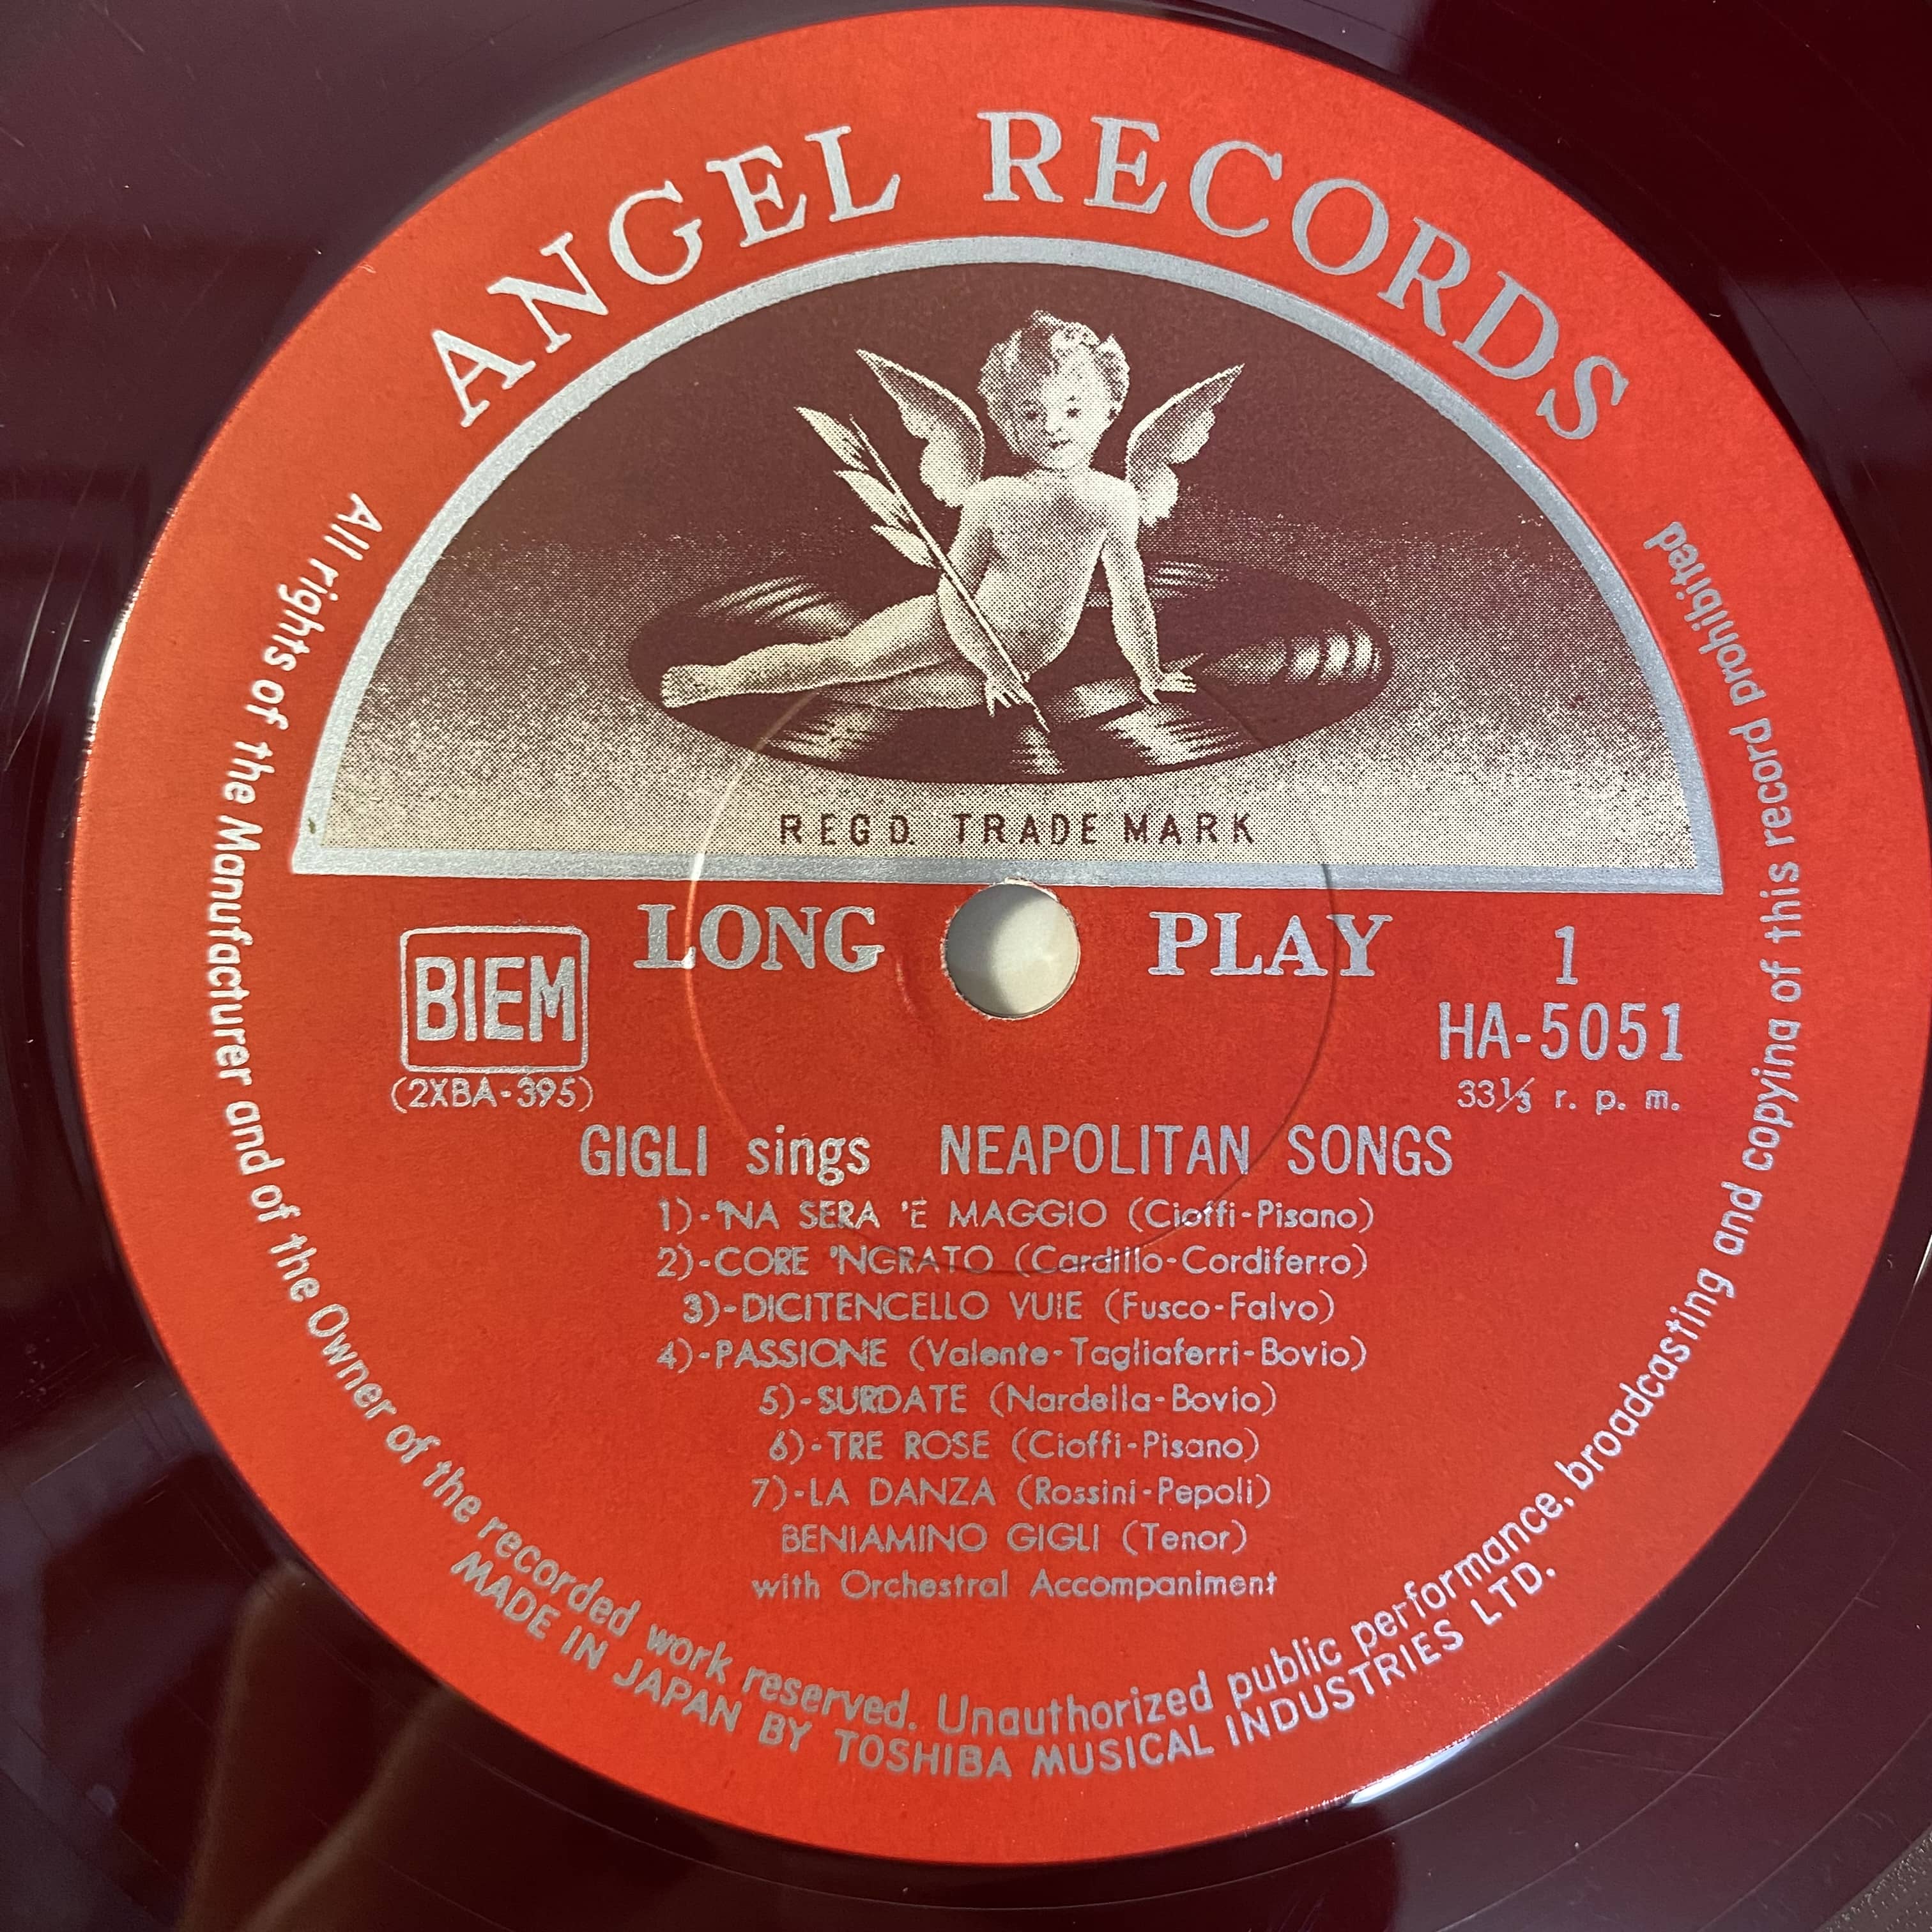 ANGEL RECORDS
REGD. TRADE MARK
LONG PLAY
BIEM
(2XBA-395)
1
HA-5051
33⅓ r. p. m.
GIGLI sings NEAPOLITAN SONGS
1)-'NA SERA 'E MAGGIO (Cioffi-Pisano)
2)-CORE 'NGRATO (Cardillo-Cordiferro)
3)-DICITENCELLO VUIE (Fusco-Falvo)
4)-PASSIONE (Valente-Tagliaferri-Bovio)
5)-SURDATE (Nardella-Bovio)
6)-TRE ROSE (Cioffi-Pisano)
7)-LA DANZA (Rossini-Pepoli)
BENIAMINO GIGLI (Tenor)
with Orchestral Accompaniment
All rights of the Manufacturer and of the Owner of the recorded work reserved. Unauthorized public performance, broadcasting and copying of this record prohibited
MADE IN JAPAN BY TOSHIBA MUSICAL INDUSTRIES LTD.